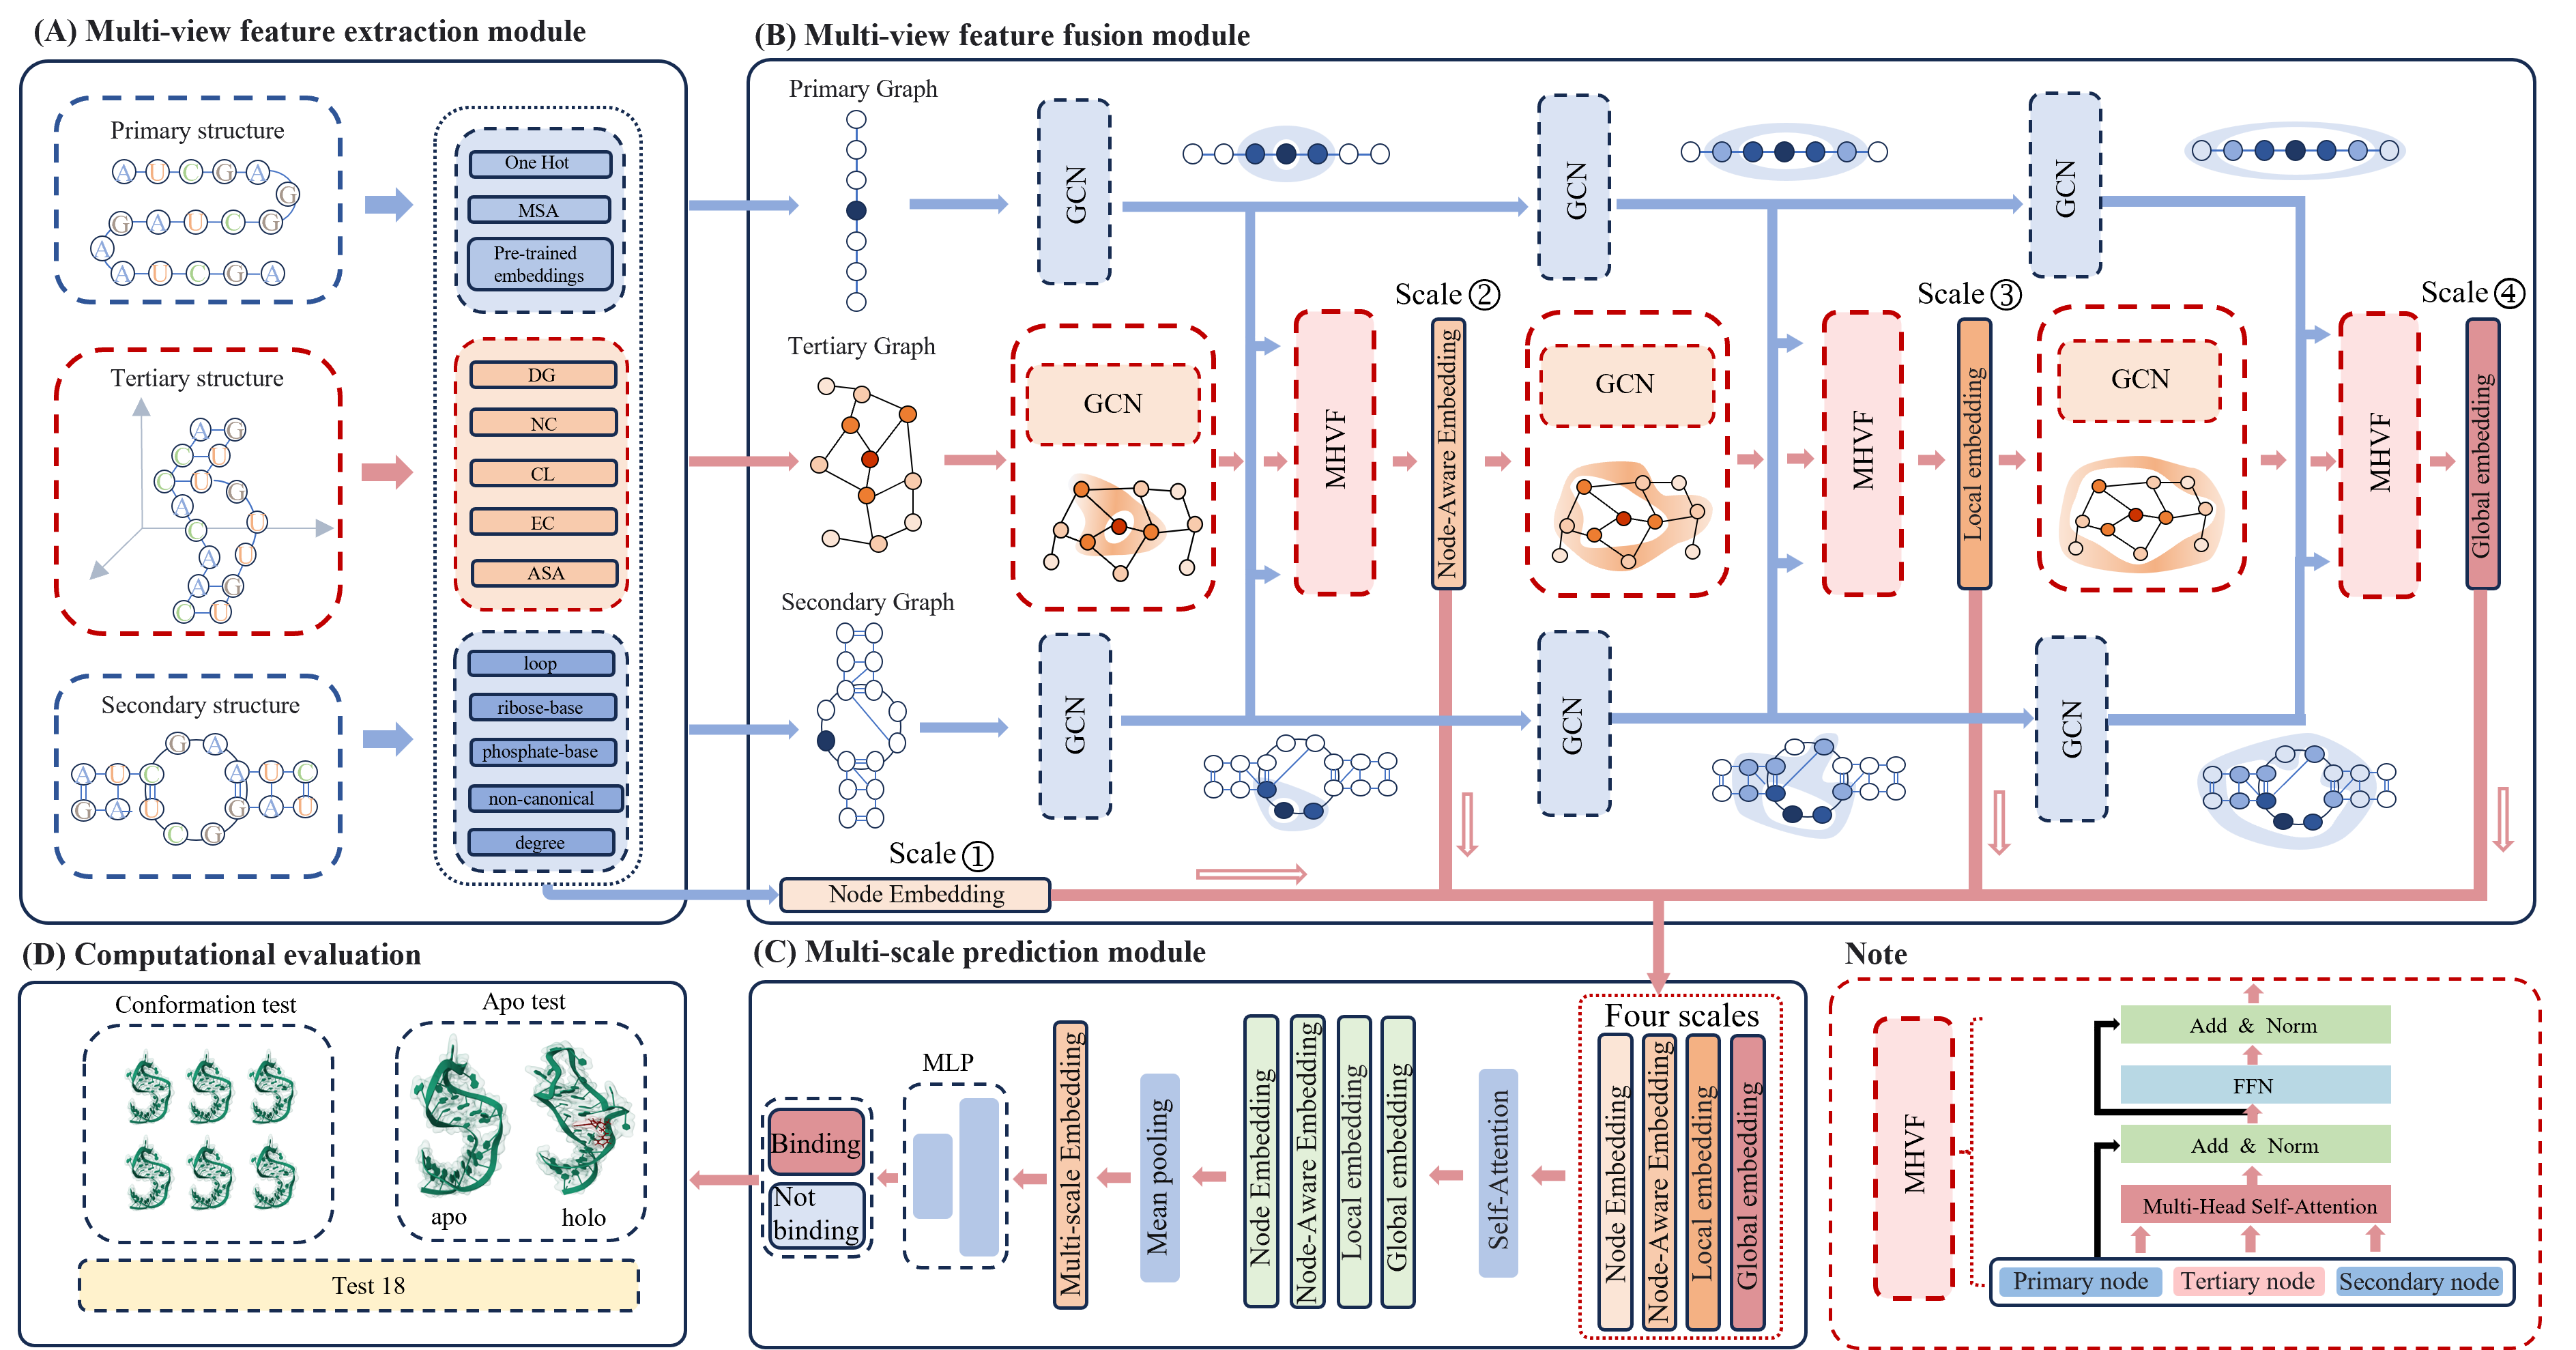 (A) Multi-view feature extraction module
Primary structure
A U C G A
G
G A U C G
A
A U C G A
Tertiary structure
A G
C U
C U G
A
C U
A U
A G
C U
Secondary structure
G A
A U C A U C
G A U G A U
C G
One Hot
MSA
Pre-trained
embeddings
DG
NC
CL
EC
ASA
loop
ribose-base
phosphate-base
non-canonical
degree
(B) Multi-view feature fusion module
Primary Graph
GCN
GCN
GCN
Tertiary Graph
GCN
MHVF
Scale ②
Node-Aware Embedding
GCN
MHVF
Scale ③
Local embedding
GCN
MHVF
Scale ④
Global embedding
Secondary Graph
GCN
GCN
GCN
Scale ①
Node Embedding
(C) Multi-scale prediction module
Four scales
Node Embedding
Node-Aware Embedding
Local embedding
Global embedding
Self-Attention
Node Embedding
Node-Aware Embedding
Local embedding
Global embedding
Mean pooling
Multi-scale Embedding
MLP
Binding
Not
binding
(D) Computational evaluation
Conformation test
Apo test
apo
holo
Test 18
Note
MHVF
Add & Norm
FFN
Add & Norm
Multi-Head Self-Attention
Primary node
Tertiary node
Secondary node